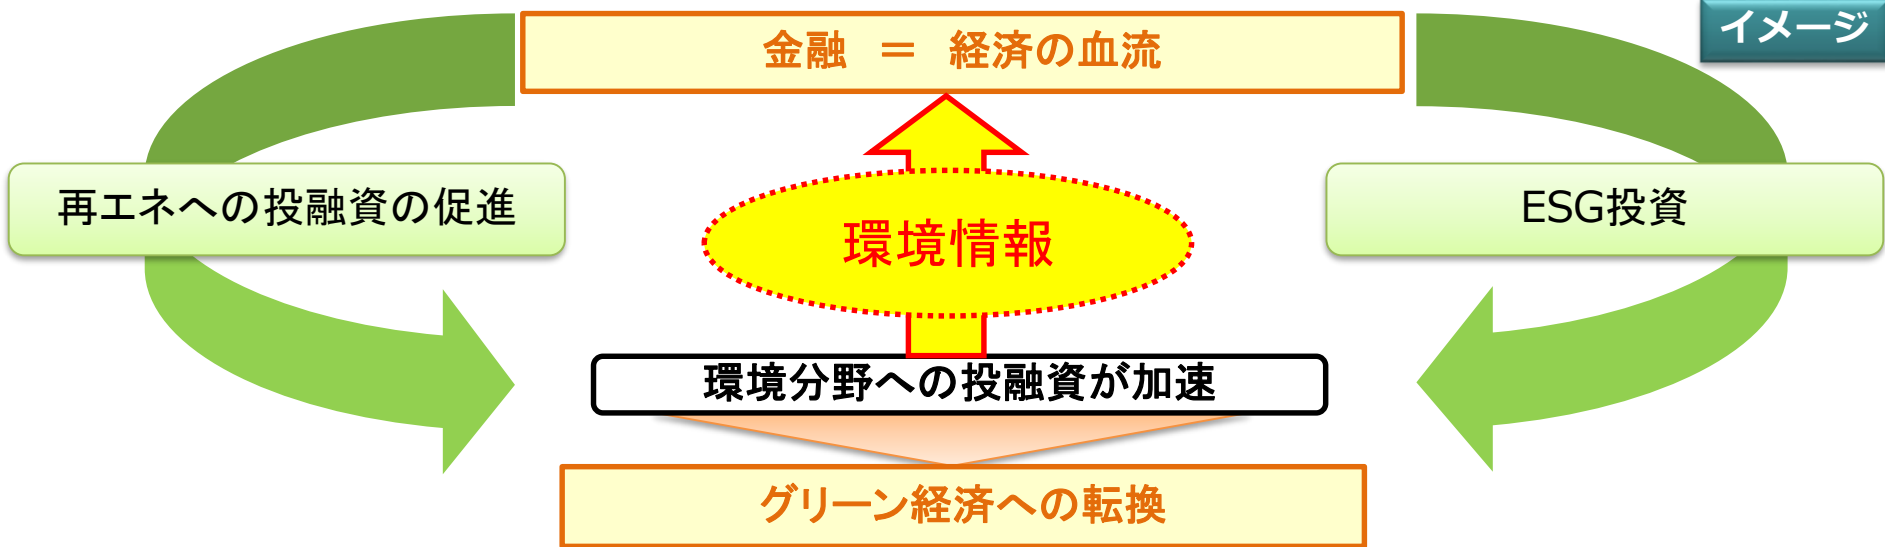 イメージ
金融 ＝ 経済の血流
再エネへの投融資の促進
環境情報
ESG投資
環境分野への投融資が加速
グリーン経済への転換